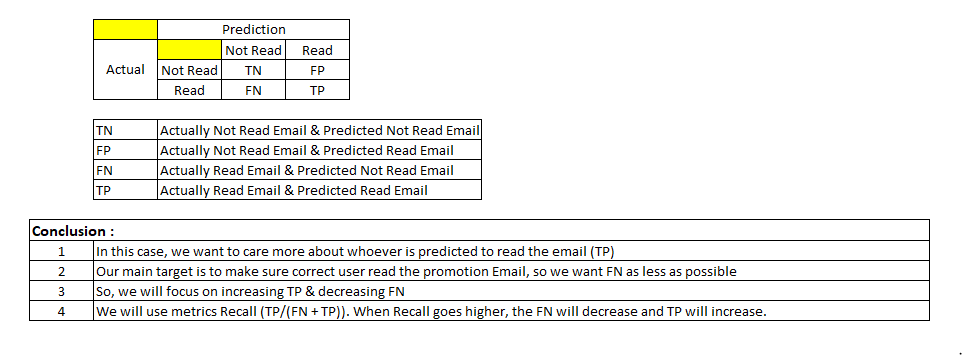 Prediction
Not Read Read
Actual Not Read TN FP
Read FN TP
TN Actually Not Read Email & Predicted Not Read Email
FP Actually Not Read Email & Predicted Read Email
FN Actually Read Email & Predicted Not Read Email
TP Actually Read Email & Predicted Read Email
Conclusion :
1 In this case, we want to care more about whoever is predicted to read the email (TP)
2 Our main target is to make sure correct user read the promotion Email, so we want FN as less as possible
3 So, we will focus on increasing TP & decreasing FN
4 We will use metrics Recall (TP/(FN + TP)). When Recall goes higher, the FN will decrease and TP will increase.
.